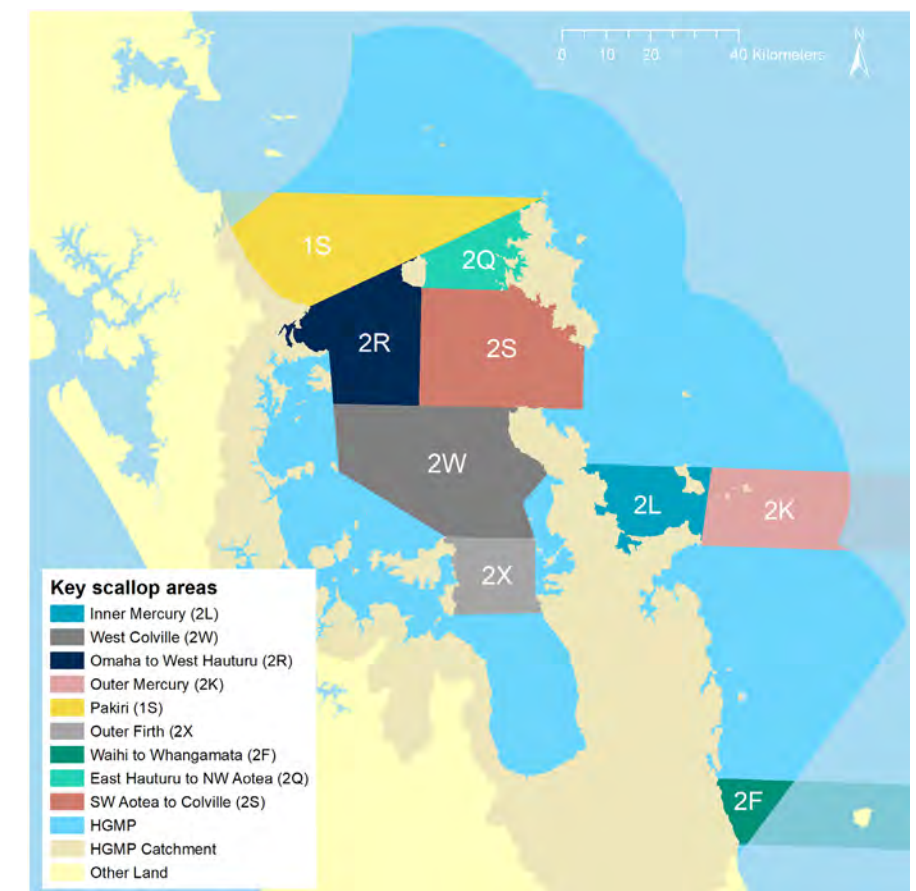 N
0 10 20 40 Kilometers
1S
2Q
2R
2S
2W
2L
2K
2X
2F
Key scallop areas
Inner Mercury (2L)
West Colville (2W)
Omaha to West Hauturu (2R)
Outer Mercury (2K)
Pakiri (1S)
Outer Firth (2X
Waihi to Whangamata (2F)
East Hauturu to NW Aotea (2Q)
SW Aotea to Colville (2S)
HGMP
HGMP Catchment
Other Land